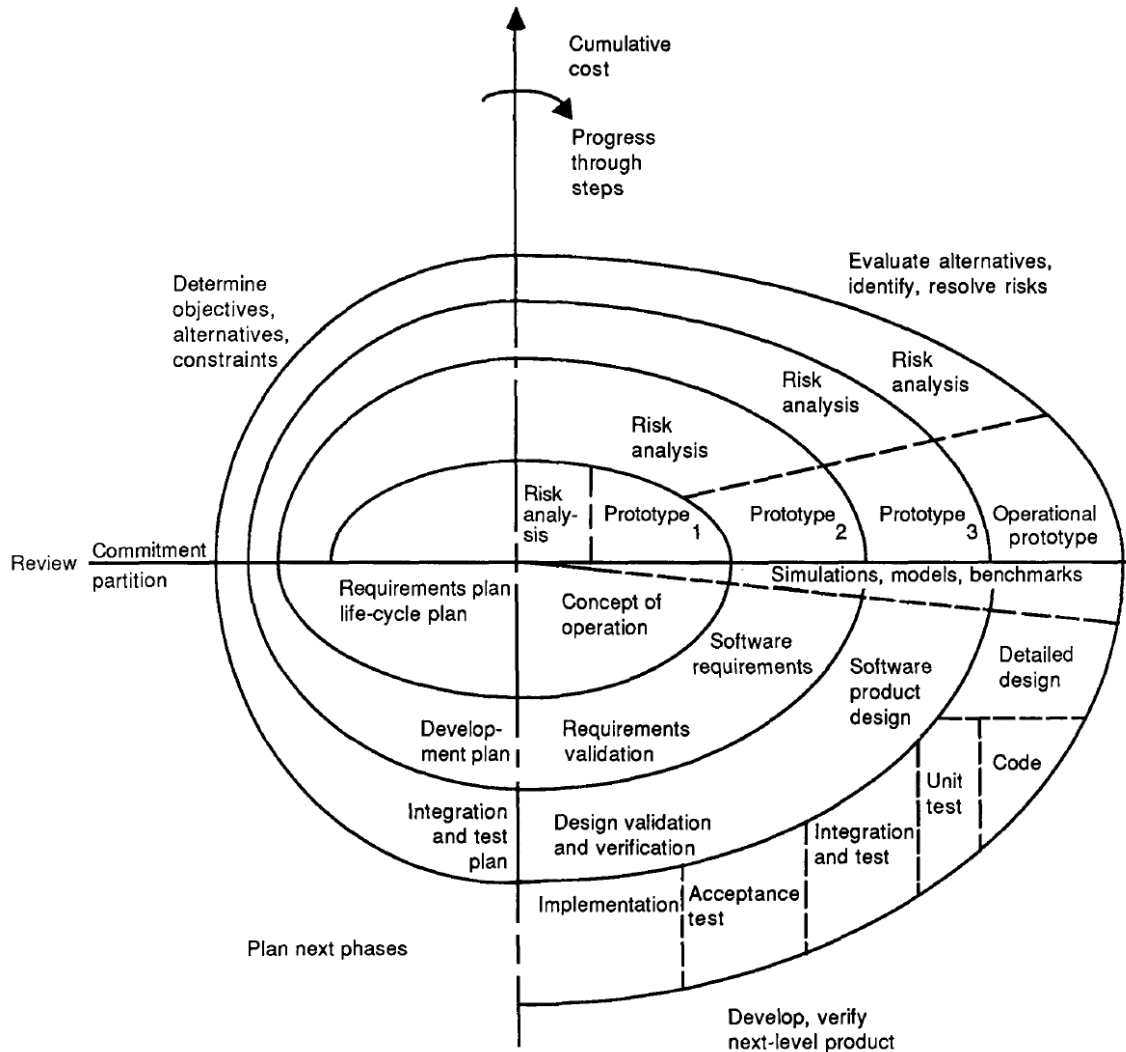 Cumulative
cost
Progress
through
steps
Evaluate alternatives,
identify, resolve risks
Determine
objectives,
alternatives,
constraints
Risk
analysis
Risk
analysis
Risk
analysis
Risk
analy-
sis
Prototype 1
Prototype 2
Prototype 3
Operational
prototype
Review
Commitment
partition
Simulations, models, benchmarks
Requirements plan
life-cycle plan
Concept of
operation
Software
requirements
Software
product
design
Detailed
design
Develop-
ment plan
Requirements
validation
Unit
test
Code
Integration
and test
plan
Design validation
and verification
Integration
and test
Implementation
Acceptance
test
Plan next phases
Develop, verify
next-level product